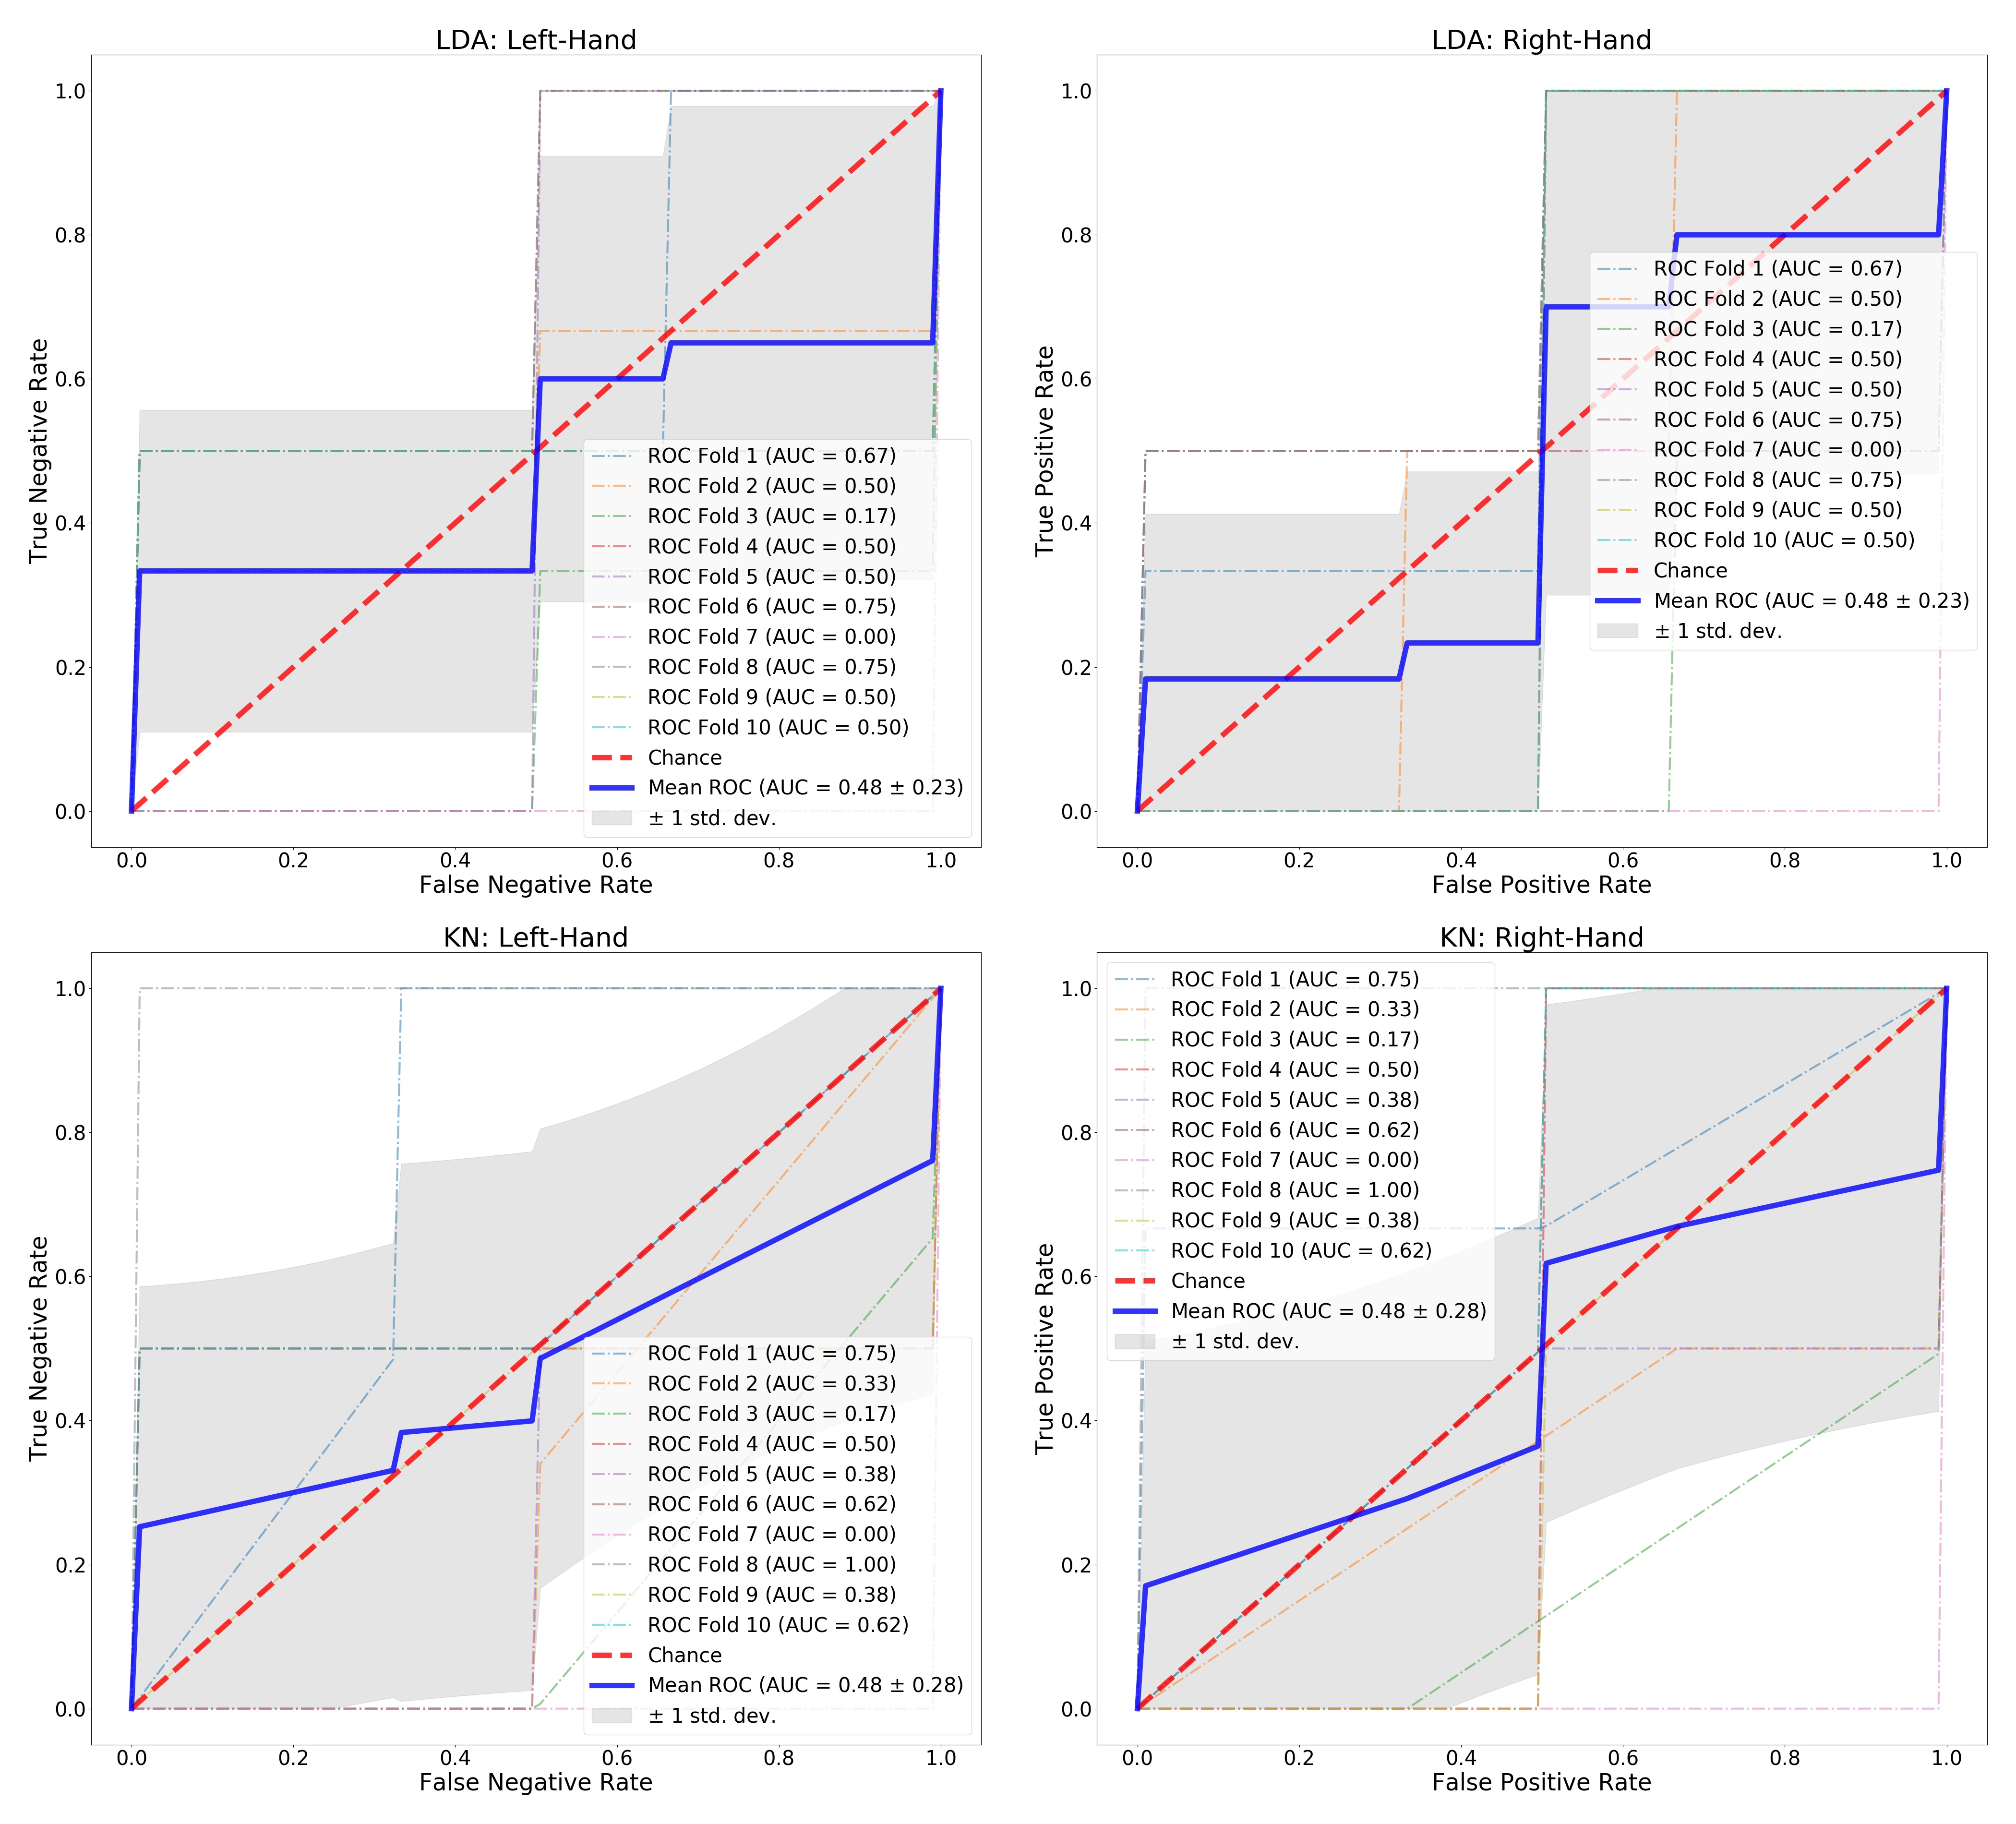 LDA: Left-Hand
True Negative Rate
1.0
0.8
0.6
0.4
0.2
0.0
ROC Fold 1 (AUC = 0.67)
ROC Fold 2 (AUC = 0.50)
ROC Fold 3 (AUC = 0.17)
ROC Fold 4 (AUC = 0.50)
ROC Fold 5 (AUC = 0.50)
ROC Fold 6 (AUC = 0.75)
ROC Fold 7 (AUC = 0.00)
ROC Fold 8 (AUC = 0.75)
ROC Fold 9 (AUC = 0.50)
ROC Fold 10 (AUC = 0.50)
Chance
Mean ROC (AUC = 0.48 ± 0.23)
± 1 std. dev.
0.0 0.2 0.4 0.6 0.8 1.0
False Negative Rate
LDA: Right-Hand
True Positive Rate
1.0
0.8
0.6
0.4
0.2
0.0
ROC Fold 1 (AUC = 0.67)
ROC Fold 2 (AUC = 0.50)
ROC Fold 3 (AUC = 0.17)
ROC Fold 4 (AUC = 0.50)
ROC Fold 5 (AUC = 0.50)
ROC Fold 6 (AUC = 0.75)
ROC Fold 7 (AUC = 0.00)
ROC Fold 8 (AUC = 0.75)
ROC Fold 9 (AUC = 0.50)
ROC Fold 10 (AUC = 0.50)
Chance
Mean ROC (AUC = 0.48 ± 0.23)
± 1 std. dev.
0.0 0.2 0.4 0.6 0.8 1.0
False Positive Rate
KN: Left-Hand
True Negative Rate
1.0
0.8
0.6
0.4
0.2
0.0
ROC Fold 1 (AUC = 0.75)
ROC Fold 2 (AUC = 0.33)
ROC Fold 3 (AUC = 0.17)
ROC Fold 4 (AUC = 0.50)
ROC Fold 5 (AUC = 0.38)
ROC Fold 6 (AUC = 0.62)
ROC Fold 7 (AUC = 0.00)
ROC Fold 8 (AUC = 1.00)
ROC Fold 9 (AUC = 0.38)
ROC Fold 10 (AUC = 0.62)
Chance
Mean ROC (AUC = 0.48 ± 0.28)
± 1 std. dev.
0.0 0.2 0.4 0.6 0.8 1.0
False Negative Rate
KN: Right-Hand
True Positive Rate
1.0
0.8
0.6
0.4
0.2
0.0
ROC Fold 1 (AUC = 0.75)
ROC Fold 2 (AUC = 0.33)
ROC Fold 3 (AUC = 0.17)
ROC Fold 4 (AUC = 0.50)
ROC Fold 5 (AUC = 0.38)
ROC Fold 6 (AUC = 0.62)
ROC Fold 7 (AUC = 0.00)
ROC Fold 8 (AUC = 1.00)
ROC Fold 9 (AUC = 0.38)
ROC Fold 10 (AUC = 0.62)
Chance
Mean ROC (AUC = 0.48 ± 0.28)
± 1 std. dev.
0.0 0.2 0.4 0.6 0.8 1.0
False Positive Rate